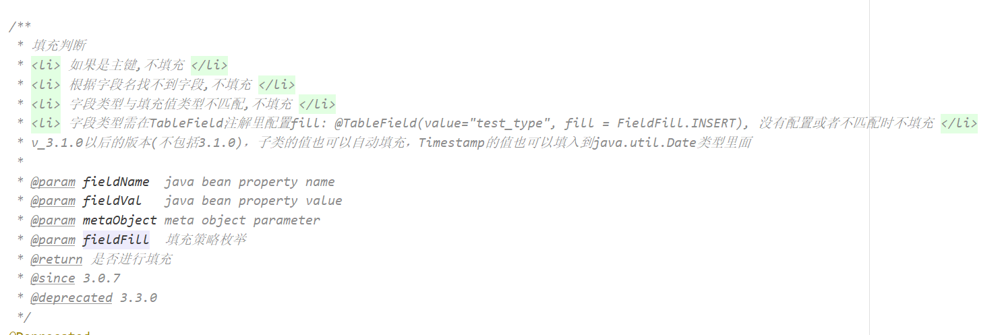 /**
* 填充判断
* <li> 如果是主键,不填充 </li>
* <li> 根据字段名找不到字段,不填充 </li>
* <li> 字段类型与填充值类型不匹配,不填充 </li>
* <li> 字段类型需在TableField注解里配置fill: @TableField(value="test_type", fill = FieldFill.INSERT), 没有配置或者不匹配时不填充 </li>
* v_3.1.0以后的版本(不包括3.1.0)，子类的值也可以自动填充，Timestamp的值也可以填入到java.util.Date类型里面
*
* @param fieldName  java bean property name
* @param fieldVal   java bean property value
* @param metaObject meta object parameter
* @param fieldFill  填充策略枚举
* @return 是否进行填充
* @since 3.0.7
* @deprecated 3.3.0
*/
@Deprecated